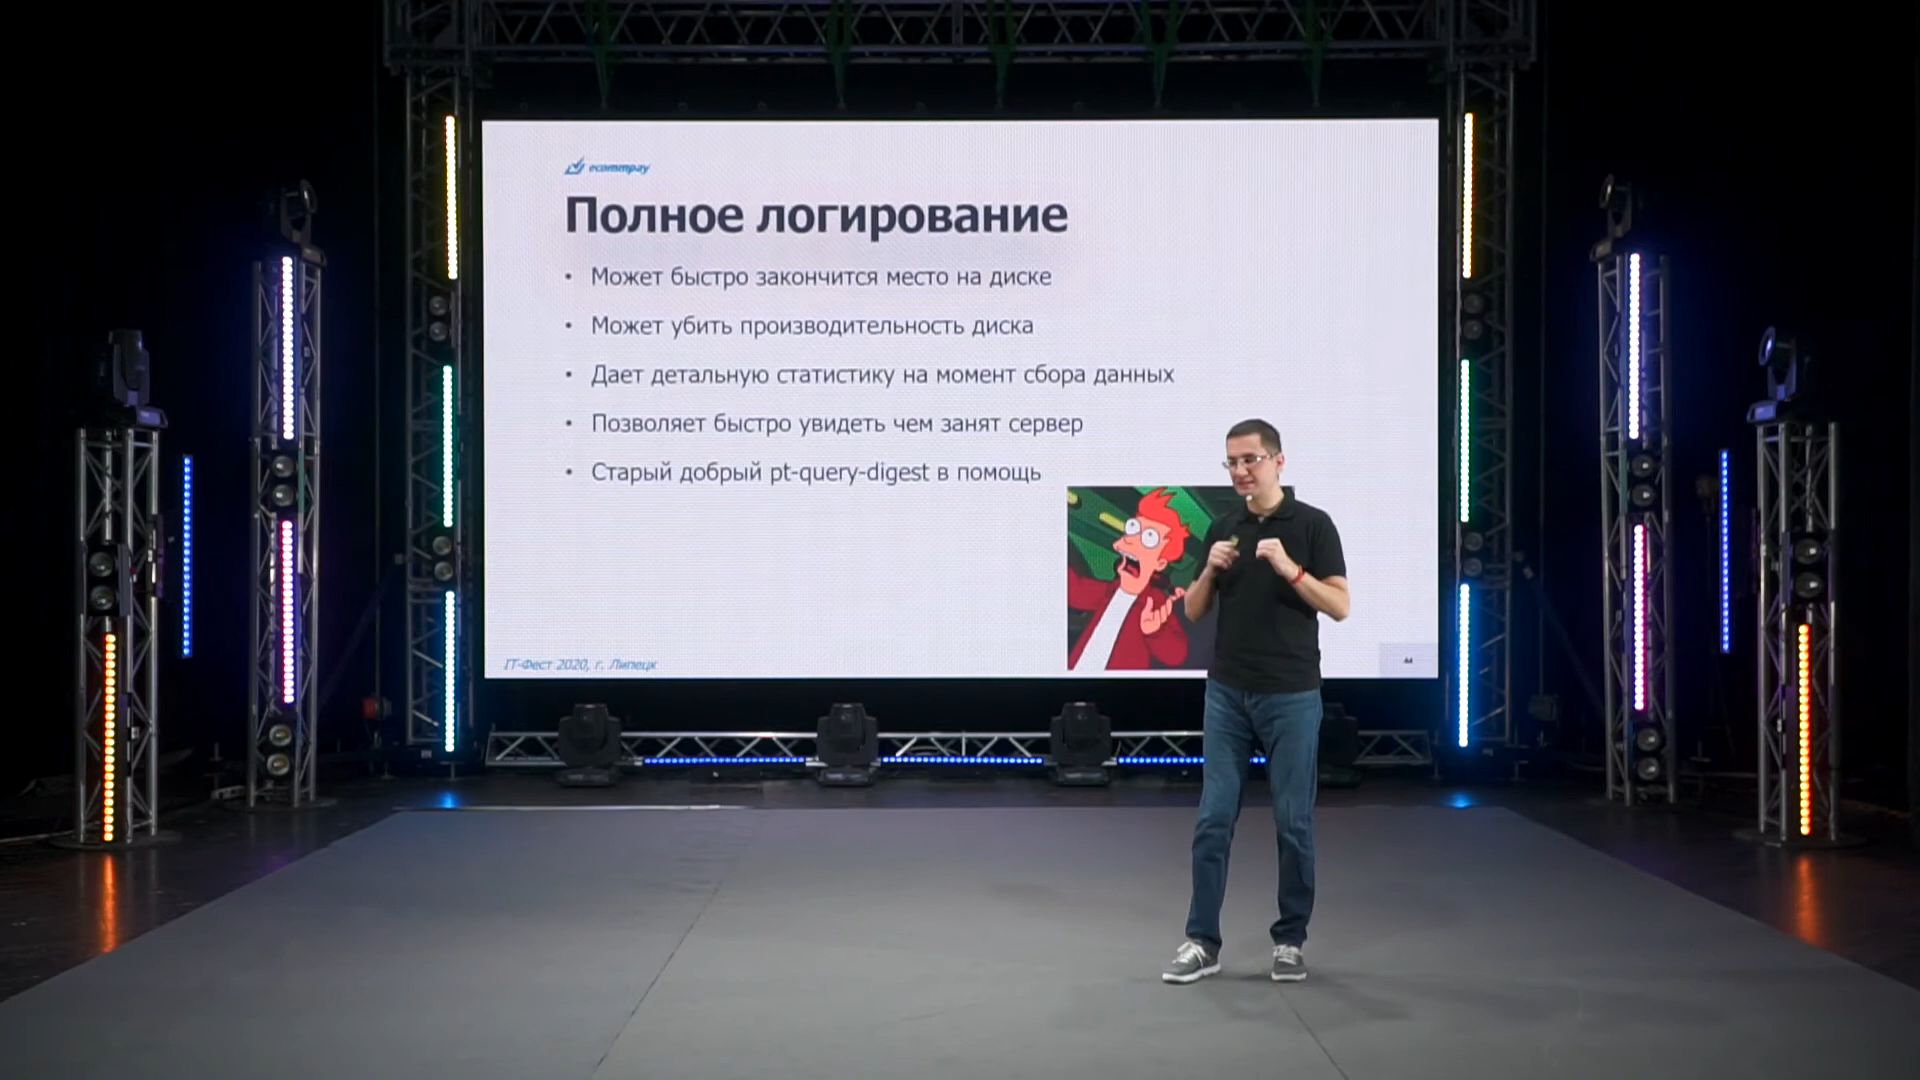 ecommpay
Полное логирование
• Может быстро закончится место на диске
• Может убить производительность диска
• Дает детальную статистику на момент сбора данных
• Позволяет быстро увидеть чем занят сервер
• Старый добрый pt-query-digest в помощь
IT-Фест 2020, г. Липецк
44